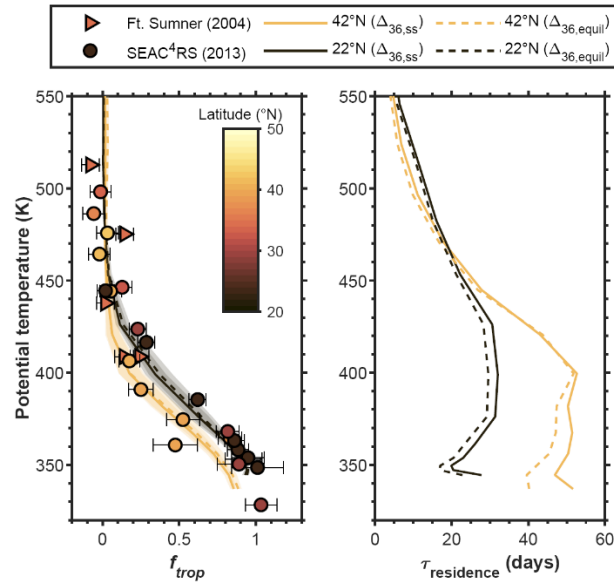 Ft. Sumner (2004)
SEAC⁴RS (2013)
42°N (Δ₃₆,ss)
22°N (Δ₃₆,ss)
42°N (Δ₃₆,equil)
22°N (Δ₃₆,equil)
Potential temperature (K)
550
500
450
400
350
Latitude (°N)
50
40
30
20
0
0.5
1
f_trop
550
500
450
400
350
0
20
40
60
τ_residence (days)